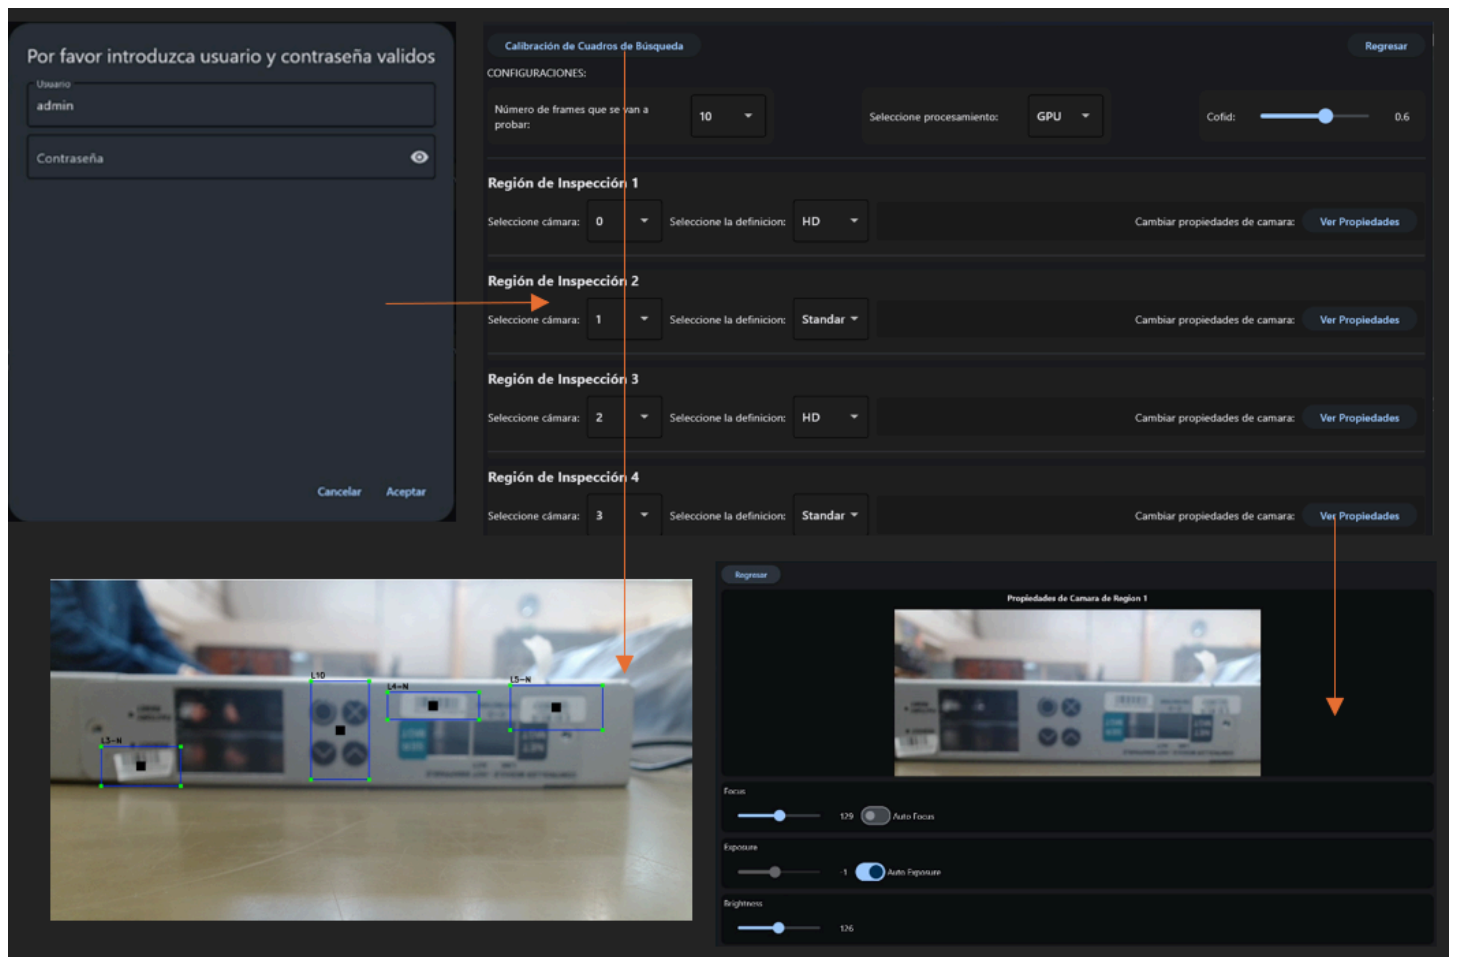 Por favor introduzca usuario y contraseña validos
Usuario
admin
Contraseña
Cancelar Aceptar
Calibración de Cuadros de Búsqueda
Regresar
CONFIGURACIONES:
Número de frames que se van a
probar:
10
Seleccione procesamiento:
GPU
Cofid:
0.6
Región de Inspección 1
Seleccione cámara: 0 Seleccione la definicion: HD Cambiar propiedades de camara: Ver Propiedades
Región de Inspección 2
Seleccione cámara: 1 Seleccione la definicion: Standar Cambiar propiedades de camara: Ver Propiedades
Región de Inspección 3
Seleccione cámara: 2 Seleccione la definicion: HD Cambiar propiedades de camara: Ver Propiedades
Región de Inspección 4
Seleccione cámara: 3 Seleccione la definicion: Standar Cambiar propiedades de camara: Ver Propiedades
L10
L4-N
L5-N
L3-N
Regresar
Propiedades de Camara de Region 1
Focus
129 Auto Focus
Exposure
-1 Auto Exposure
Brightness
126